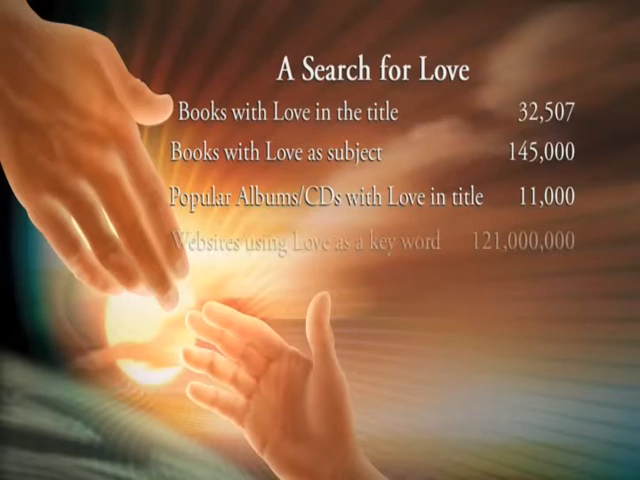 A Search for Love
Books with Love in the title 32,507
Books with Love as subject 145,000
Popular Albums/CDs with Love in title 11,000
Websites using Love as a key word 121,000,000